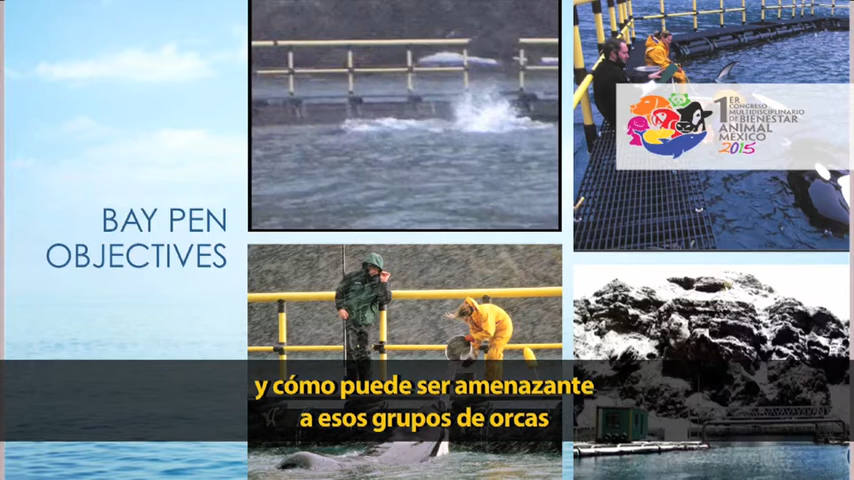 BAY PEN
OBJECTIVES
1ER
CONGRESO
MULTIDISCIPLINARIO
DE BIENESTAR
ANIMAL
MÉXICO
2015
y cómo puede ser amenazante
a esos grupos de orcas